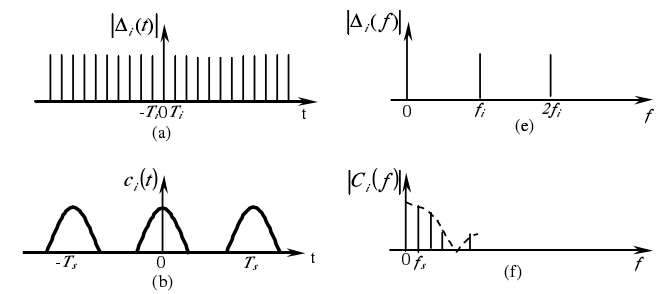 |Δᵢ(t)|
-Tᵢ 0 Tᵢ t
(a)
cᵢ(t)
-Tₛ 0 Tₛ t
(b)
|Δᵢ(f)|
0 fᵢ 2fᵢ f
(e)
|Cᵢ(f)|
0 fₛ f
(f)